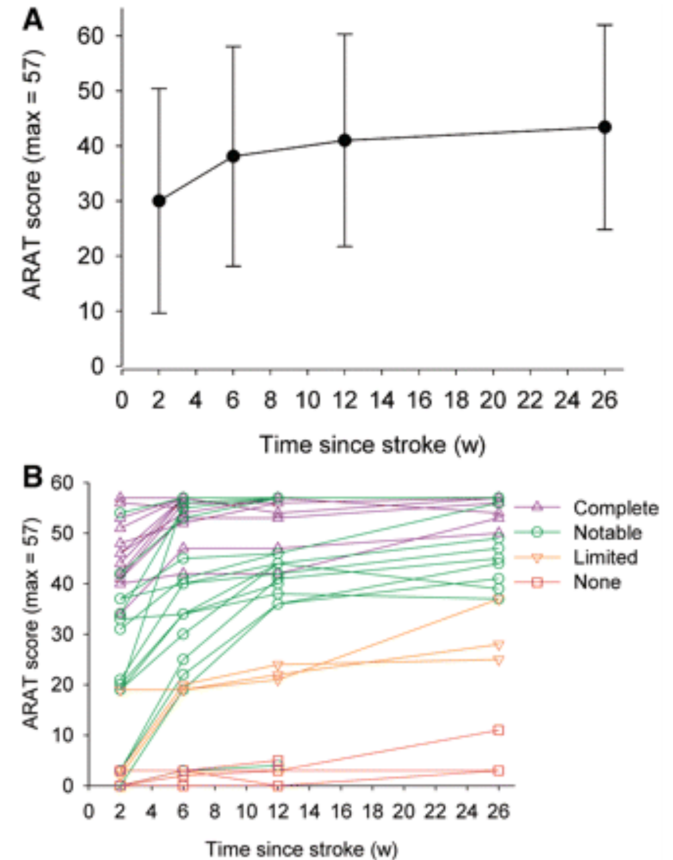 A
ARAT score (max = 57)
60
50
40
30
20
10
0
0 2 4 6 8 10 12 14 16 18 20 22 24 26
Time since stroke (w)
B
ARAT score (max = 57)
60
50
40
30
20
10
0
0 2 4 6 8 10 12 14 16 18 20 22 24 26
Time since stroke (w)
Complete
Notable
Limited
None